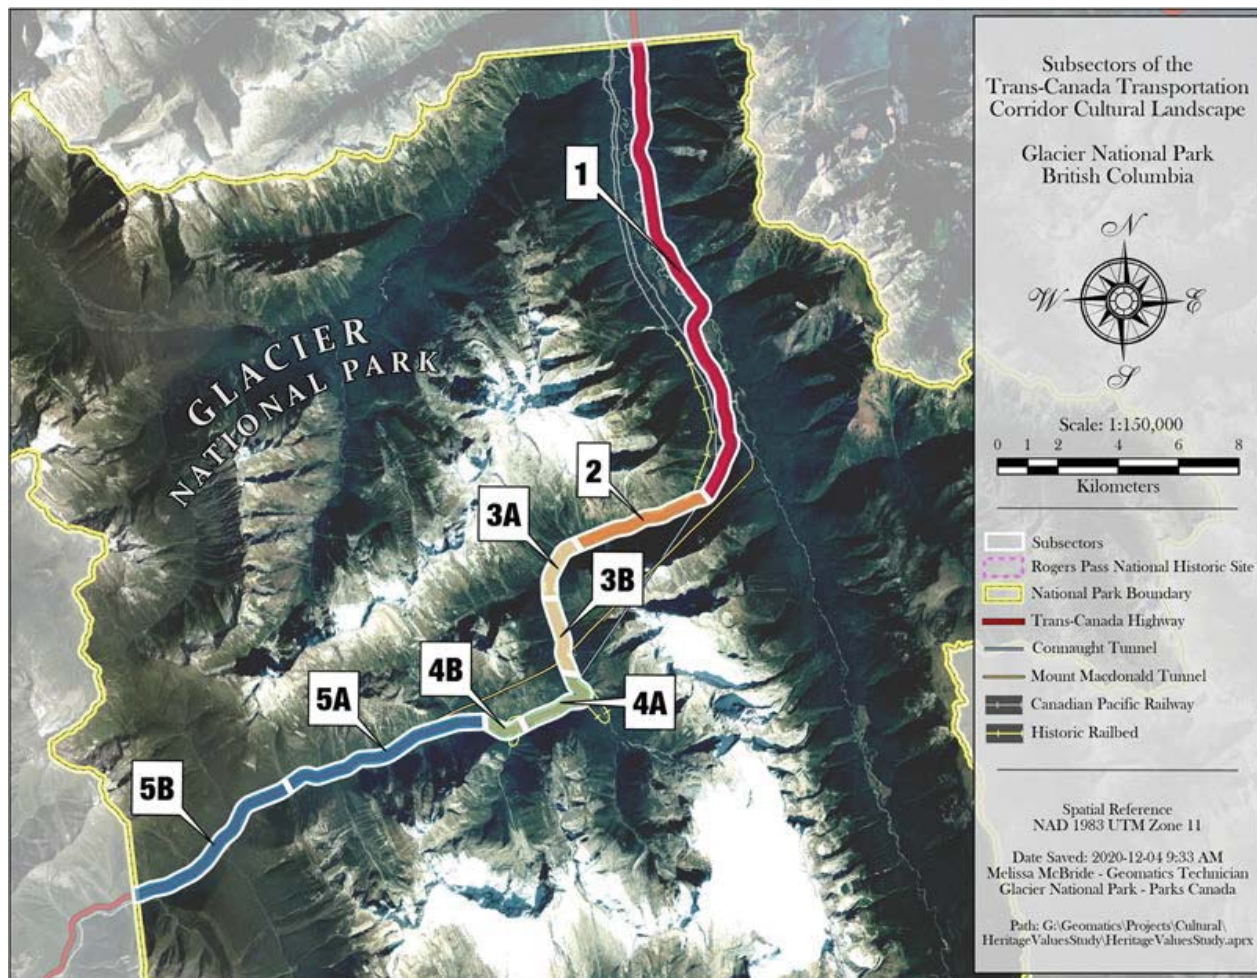 Subsectors of the
Trans-Canada Transportation
Corridor Cultural Landscape
Glacier National Park
British Columbia
N
W
E
S
Scale: 1:150,000
0 1 2 4 6 8
Kilometers
Subsectors
Rogers Pass National Historic Site
National Park Boundary
Trans-Canada Highway
Connaught Tunnel
Mount Macdonald Tunnel
Canadian Pacific Railway
Historic Railbed
Spatial Reference
NAD 1983 UTM Zone 11
Date Saved: 2020-12-04 9:33 AM
Melissa McBride - Geomatics Technician
Glacier National Park - Parks Canada
Path: G:\Geomatics\Projects\Cultural\
HeritageValuesStudy\HeritageValuesStudy.aprx
GLACIER
NATIONAL PARK
1
2
3A
3B
4B
4A
5A
5B